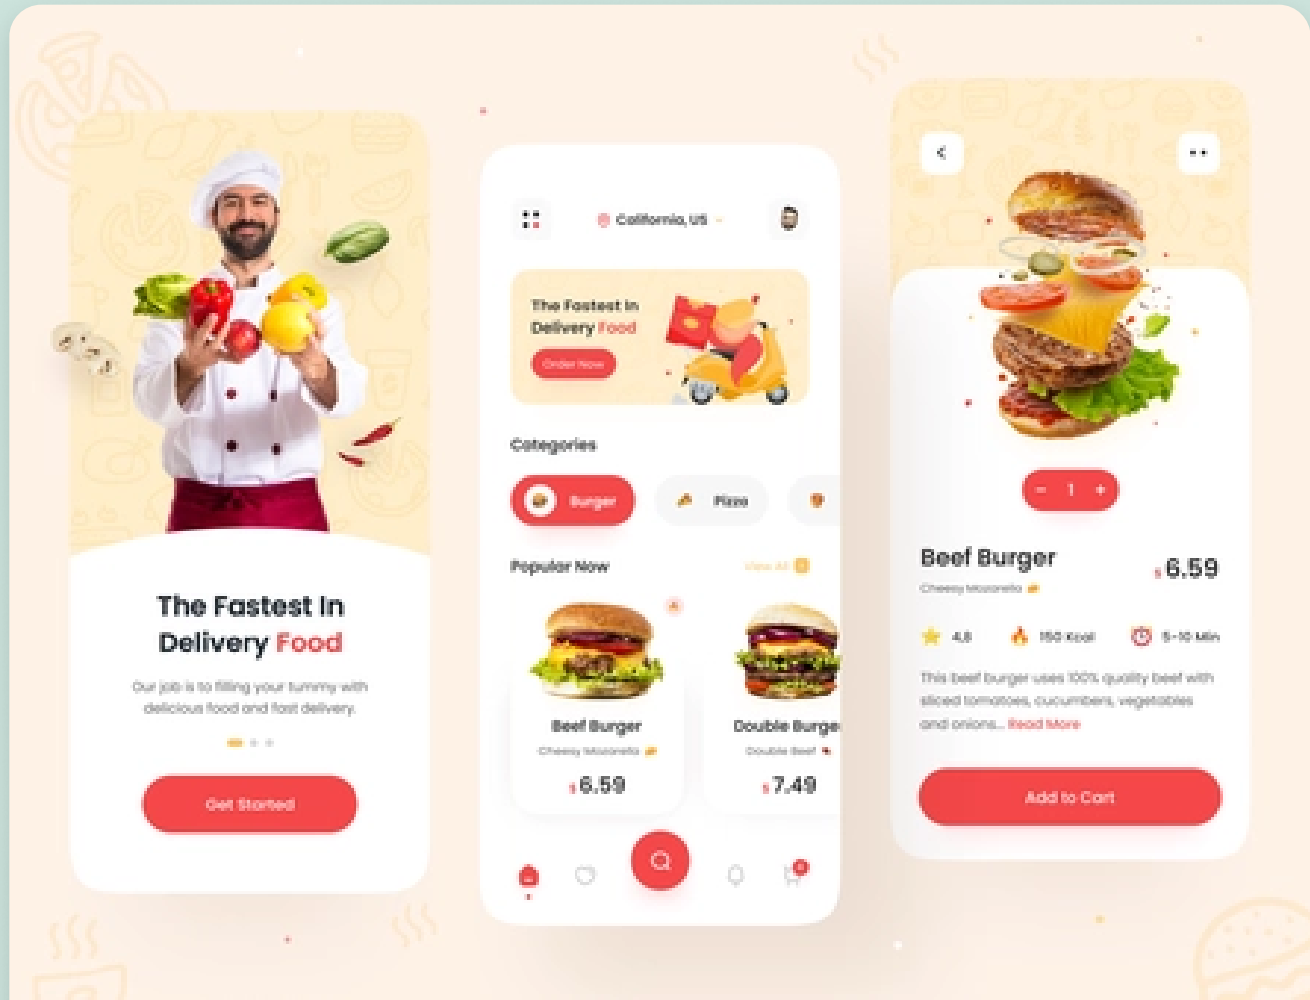 The Fastest In
Delivery Food
Our job is to filling your tummy with
delicious food and fast delivery.
Get Started
California, US
The Fastest In
Delivery Food
Order Now
Categories
Burger
Pizza
Popular Now
View All
Beef Burger
Cheesy Mozarella
$ 6.59
Double Burger
Double Beef
$ 7.49
- 1 +
Beef Burger
Cheesy Mozarella
$ 6.59
4,8
150 Kcal
5-10 Min
This beef burger uses 100% quality beef with
sliced tomatoes, cucumbers, vegetables
and onions... Read More
Add to Cart